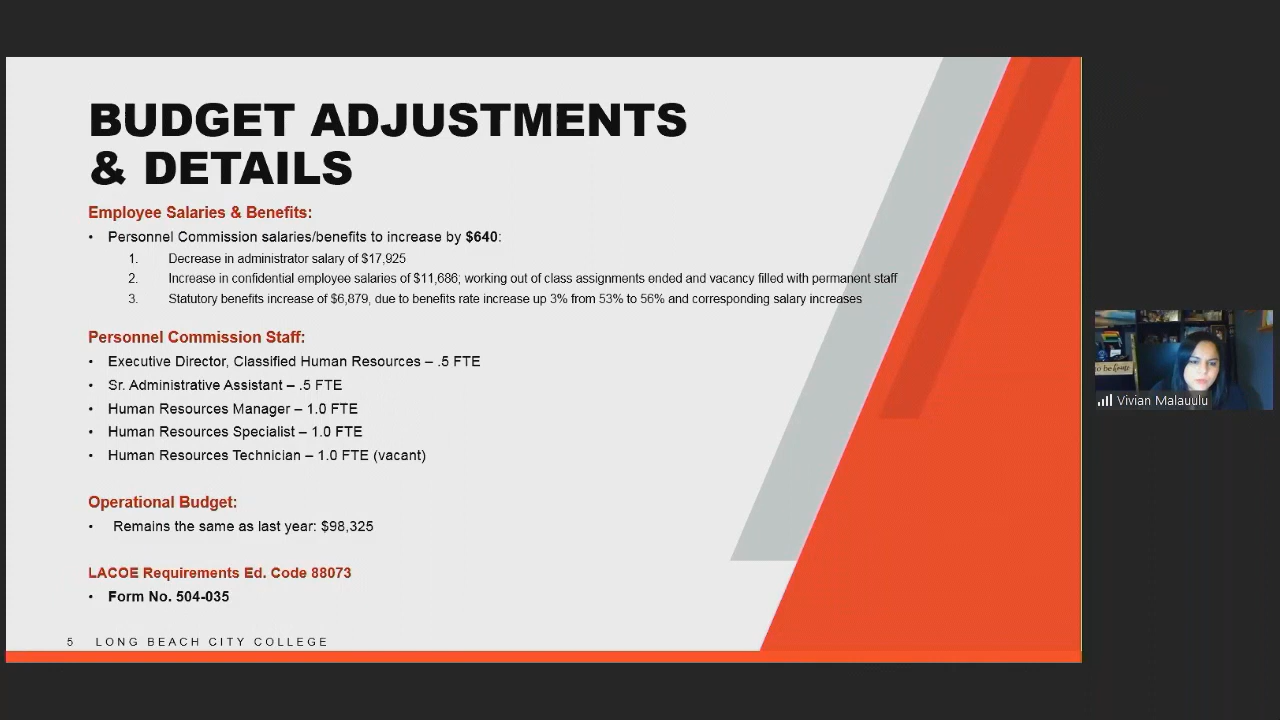 BUDGET ADJUSTMENTS
& DETAILS
Employee Salaries & Benefits:
• Personnel Commission salaries/benefits to increase by $640:
1. Decrease in administrator salary of $17,925
2. Increase in confidential employee salaries of $11,686; working out of class assignments ended and vacancy filled with permanent staff
3. Statutory benefits increase of $6,879, due to benefits rate increase up 3% from 53% to 56% and corresponding salary increases
Personnel Commission Staff:
• Executive Director, Classified Human Resources – .5 FTE
• Sr. Administrative Assistant – .5 FTE
• Human Resources Manager – 1.0 FTE
• Human Resources Specialist – 1.0 FTE
• Human Resources Technician – 1.0 FTE (vacant)
Operational Budget:
• Remains the same as last year: $98,325
LACOE Requirements Ed. Code 88073
• Form No. 504-035
5 LONG BEACH CITY COLLEGE
to be
Vivian Malauulu